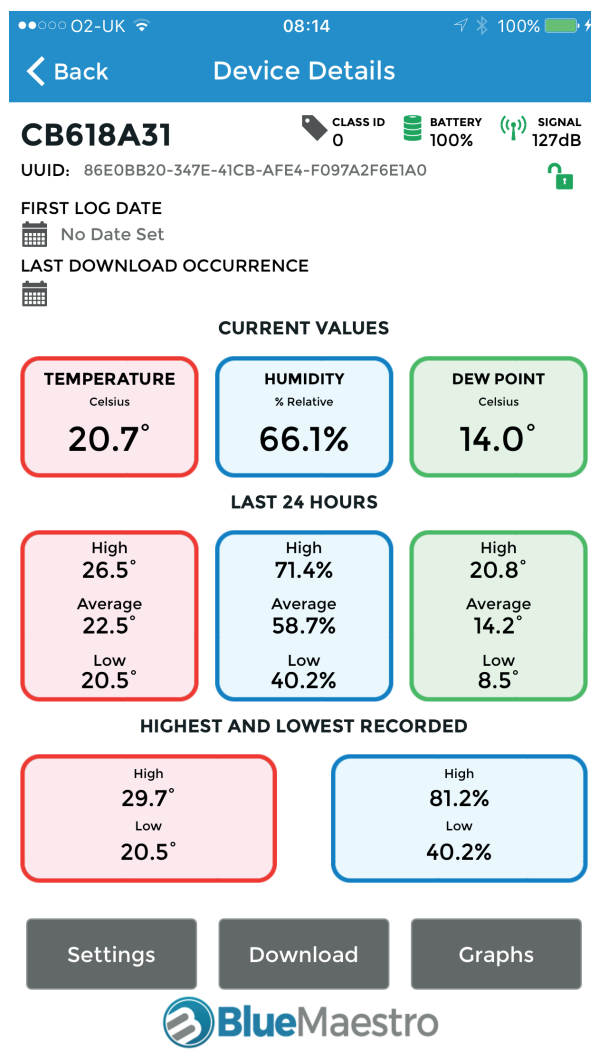 O2-UK 08:14 100%
Back Device Details
CB618A31 CLASS ID 0 BATTERY 100% SIGNAL 127dB
UUID: 86E0BB20-347E-41CB-AFE4-F097A2F6E1A0
FIRST LOG DATE
No Date Set
LAST DOWNLOAD OCCURRENCE
CURRENT VALUES
TEMPERATURE HUMIDITY DEW POINT
Celsius % Relative Celsius
20.7° 66.1% 14.0°
LAST 24 HOURS
High High High
26.5° 71.4% 20.8°
Average Average Average
22.5° 58.7% 14.2°
Low Low Low
20.5° 40.2% 8.5°
HIGHEST AND LOWEST RECORDED
High High
29.7° 81.2%
Low Low
20.5° 40.2%
Settings Download Graphs
BlueMaestro